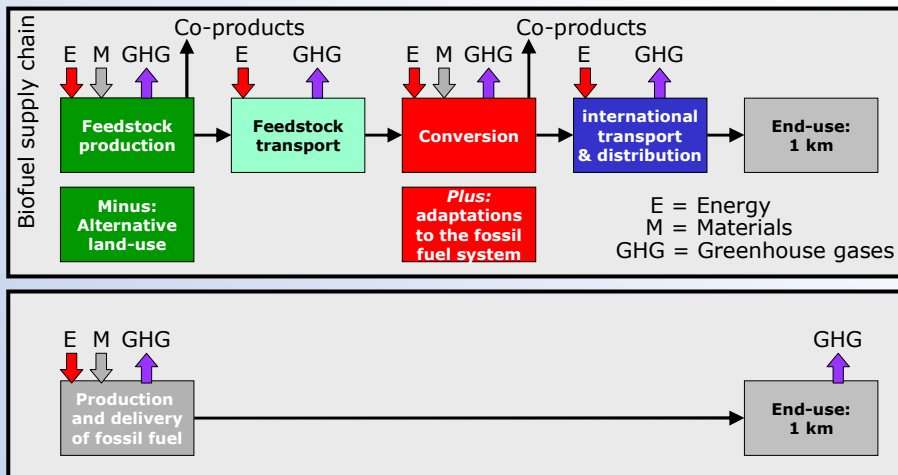 Biofuel supply chain
Co-products
Co-products
E M GHG
E GHG
E M GHG
E GHG
Feedstock
production
Feedstock
transport
Conversion
international
transport
& distribution
End-use:
1 km
Minus:
Alternative
land-use
Plus:
adaptations
to the fossil
fuel system
E = Energy
M = Materials
GHG = Greenhouse gases
E M GHG
GHG
Production
and delivery
of fossil fuel
End-use:
1 km